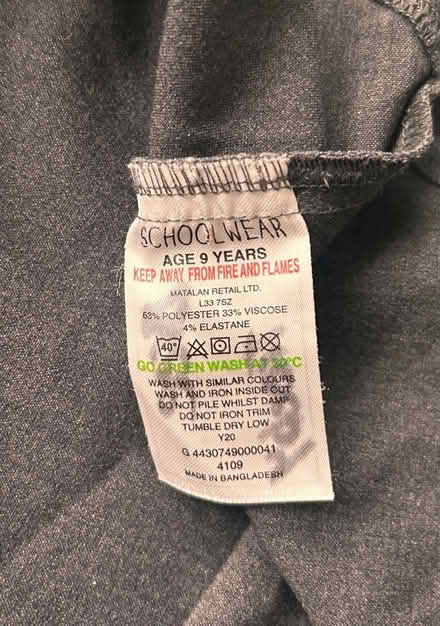 SCHOOLWEAR
AGE 9 YEARS
KEEP AWAY FROM FIRE AND FLAMES
MATALAN RETAIL LTD.
L33 7SZ
63% POLYESTER 33% VISCOSE
4% ELASTANE
40°
GO GREEN WASH AT 30°C
WASH WITH SIMILAR COLOURS
WASH AND IRON INSIDE OUT
DO NOT PILE WHILST DAMP
DO NOT IRON TRIM
TUMBLE DRY LOW
Y20
G 4430749000041
4109
MADE IN BANGLADESH